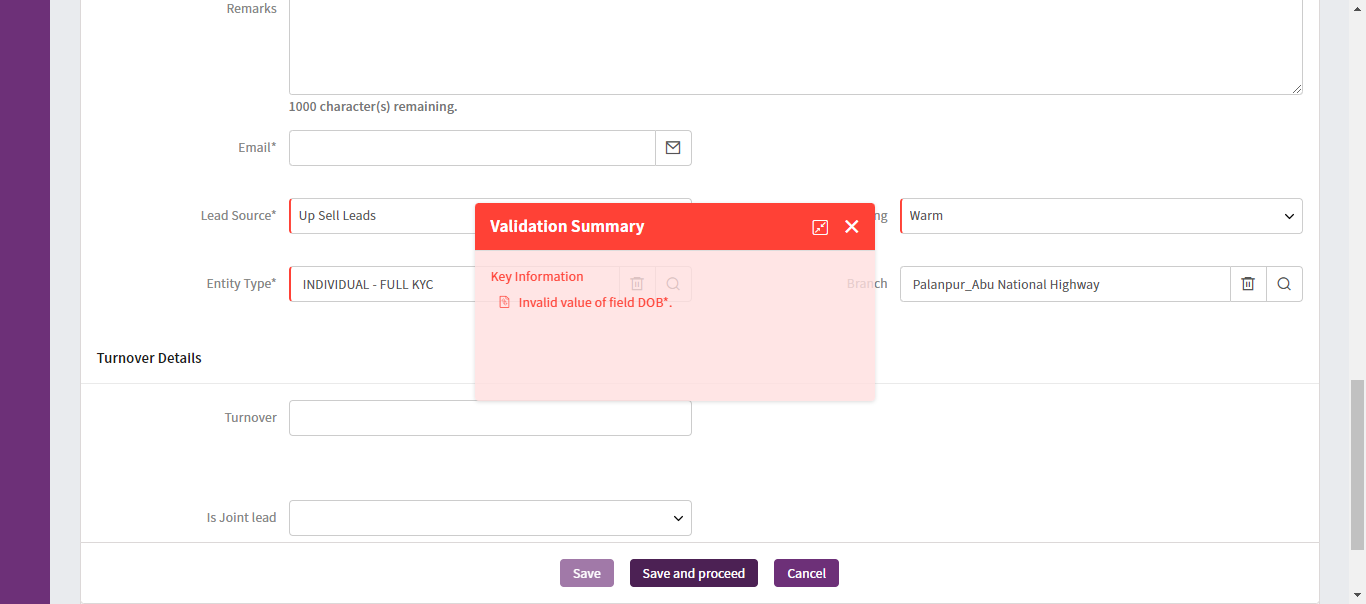 Remarks
1000 character(s) remaining.
Email*
Lead Source*
Up Sell Leads
Validation Summary
ng
Warm
Key Information
Invalid value of field DOB*.
Entity Type*
INDIVIDUAL - FULL KYC
Branch
Palanpur_Abu National Highway
Turnover Details
Turnover
Is Joint lead
Save
Save and proceed
Cancel